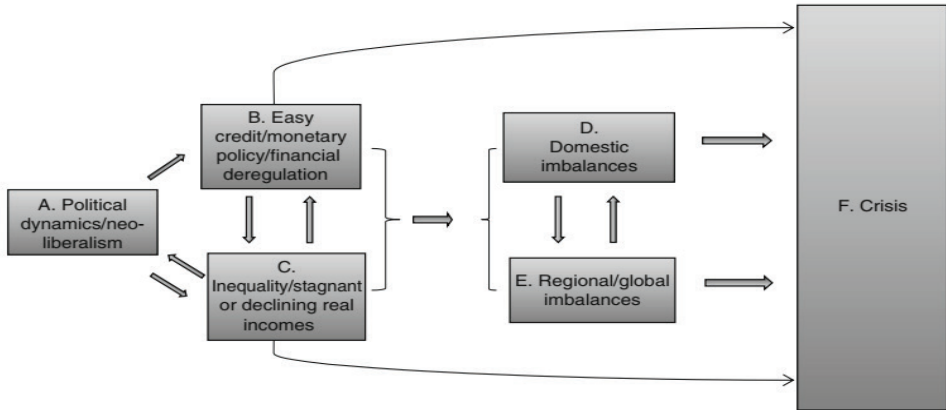 B. Easy
credit/monetary
policy/financial
deregulation
D.
Domestic
imbalances
A. Political
dynamics/neo-
liberalism
F. Crisis
C.
Inequality/stagnant
or declining real
incomes
E. Regional/global
imbalances